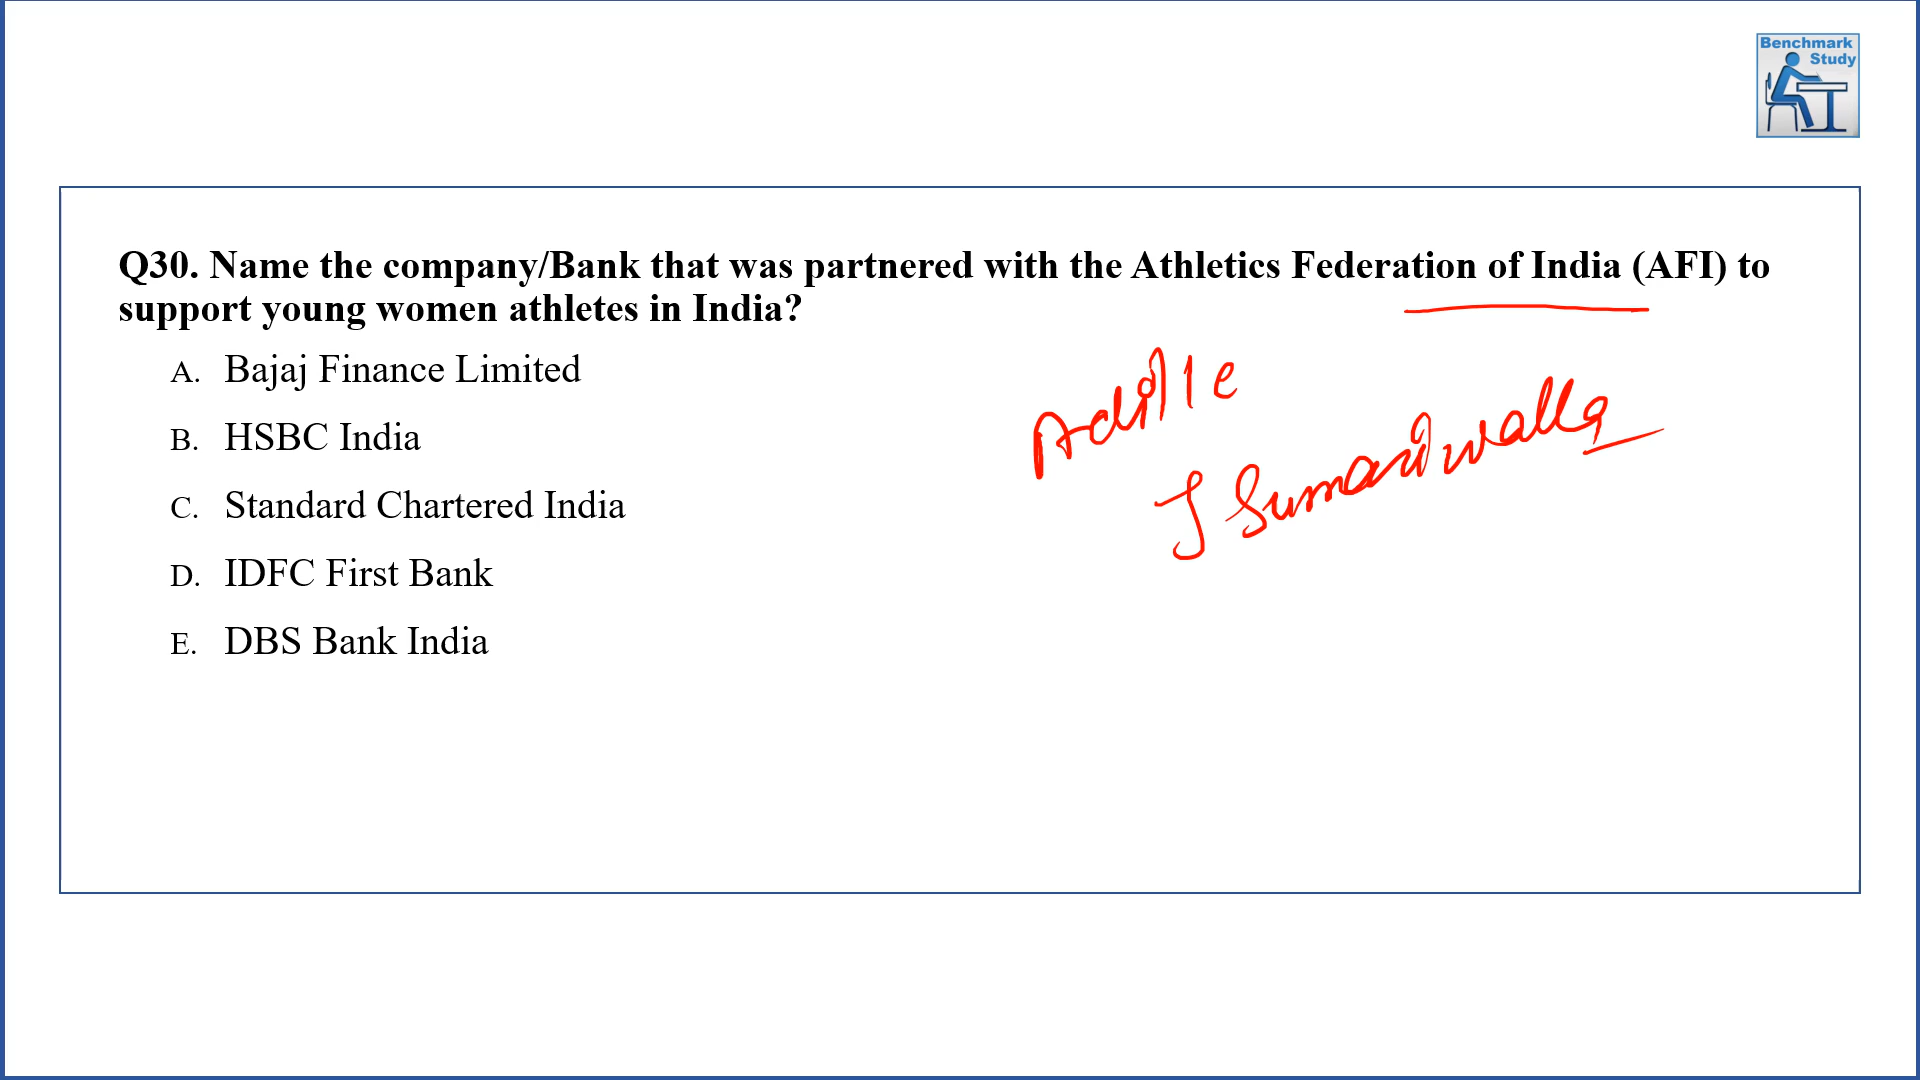 Benchmark
Study
Q30. Name the company/Bank that was partnered with the Athletics Federation of India (AFI) to
support young women athletes in India?
A. Bajaj Finance Limited
B. HSBC India
C. Standard Chartered India
D. IDFC First Bank
E. DBS Bank India
Adille
J Sumariwalla